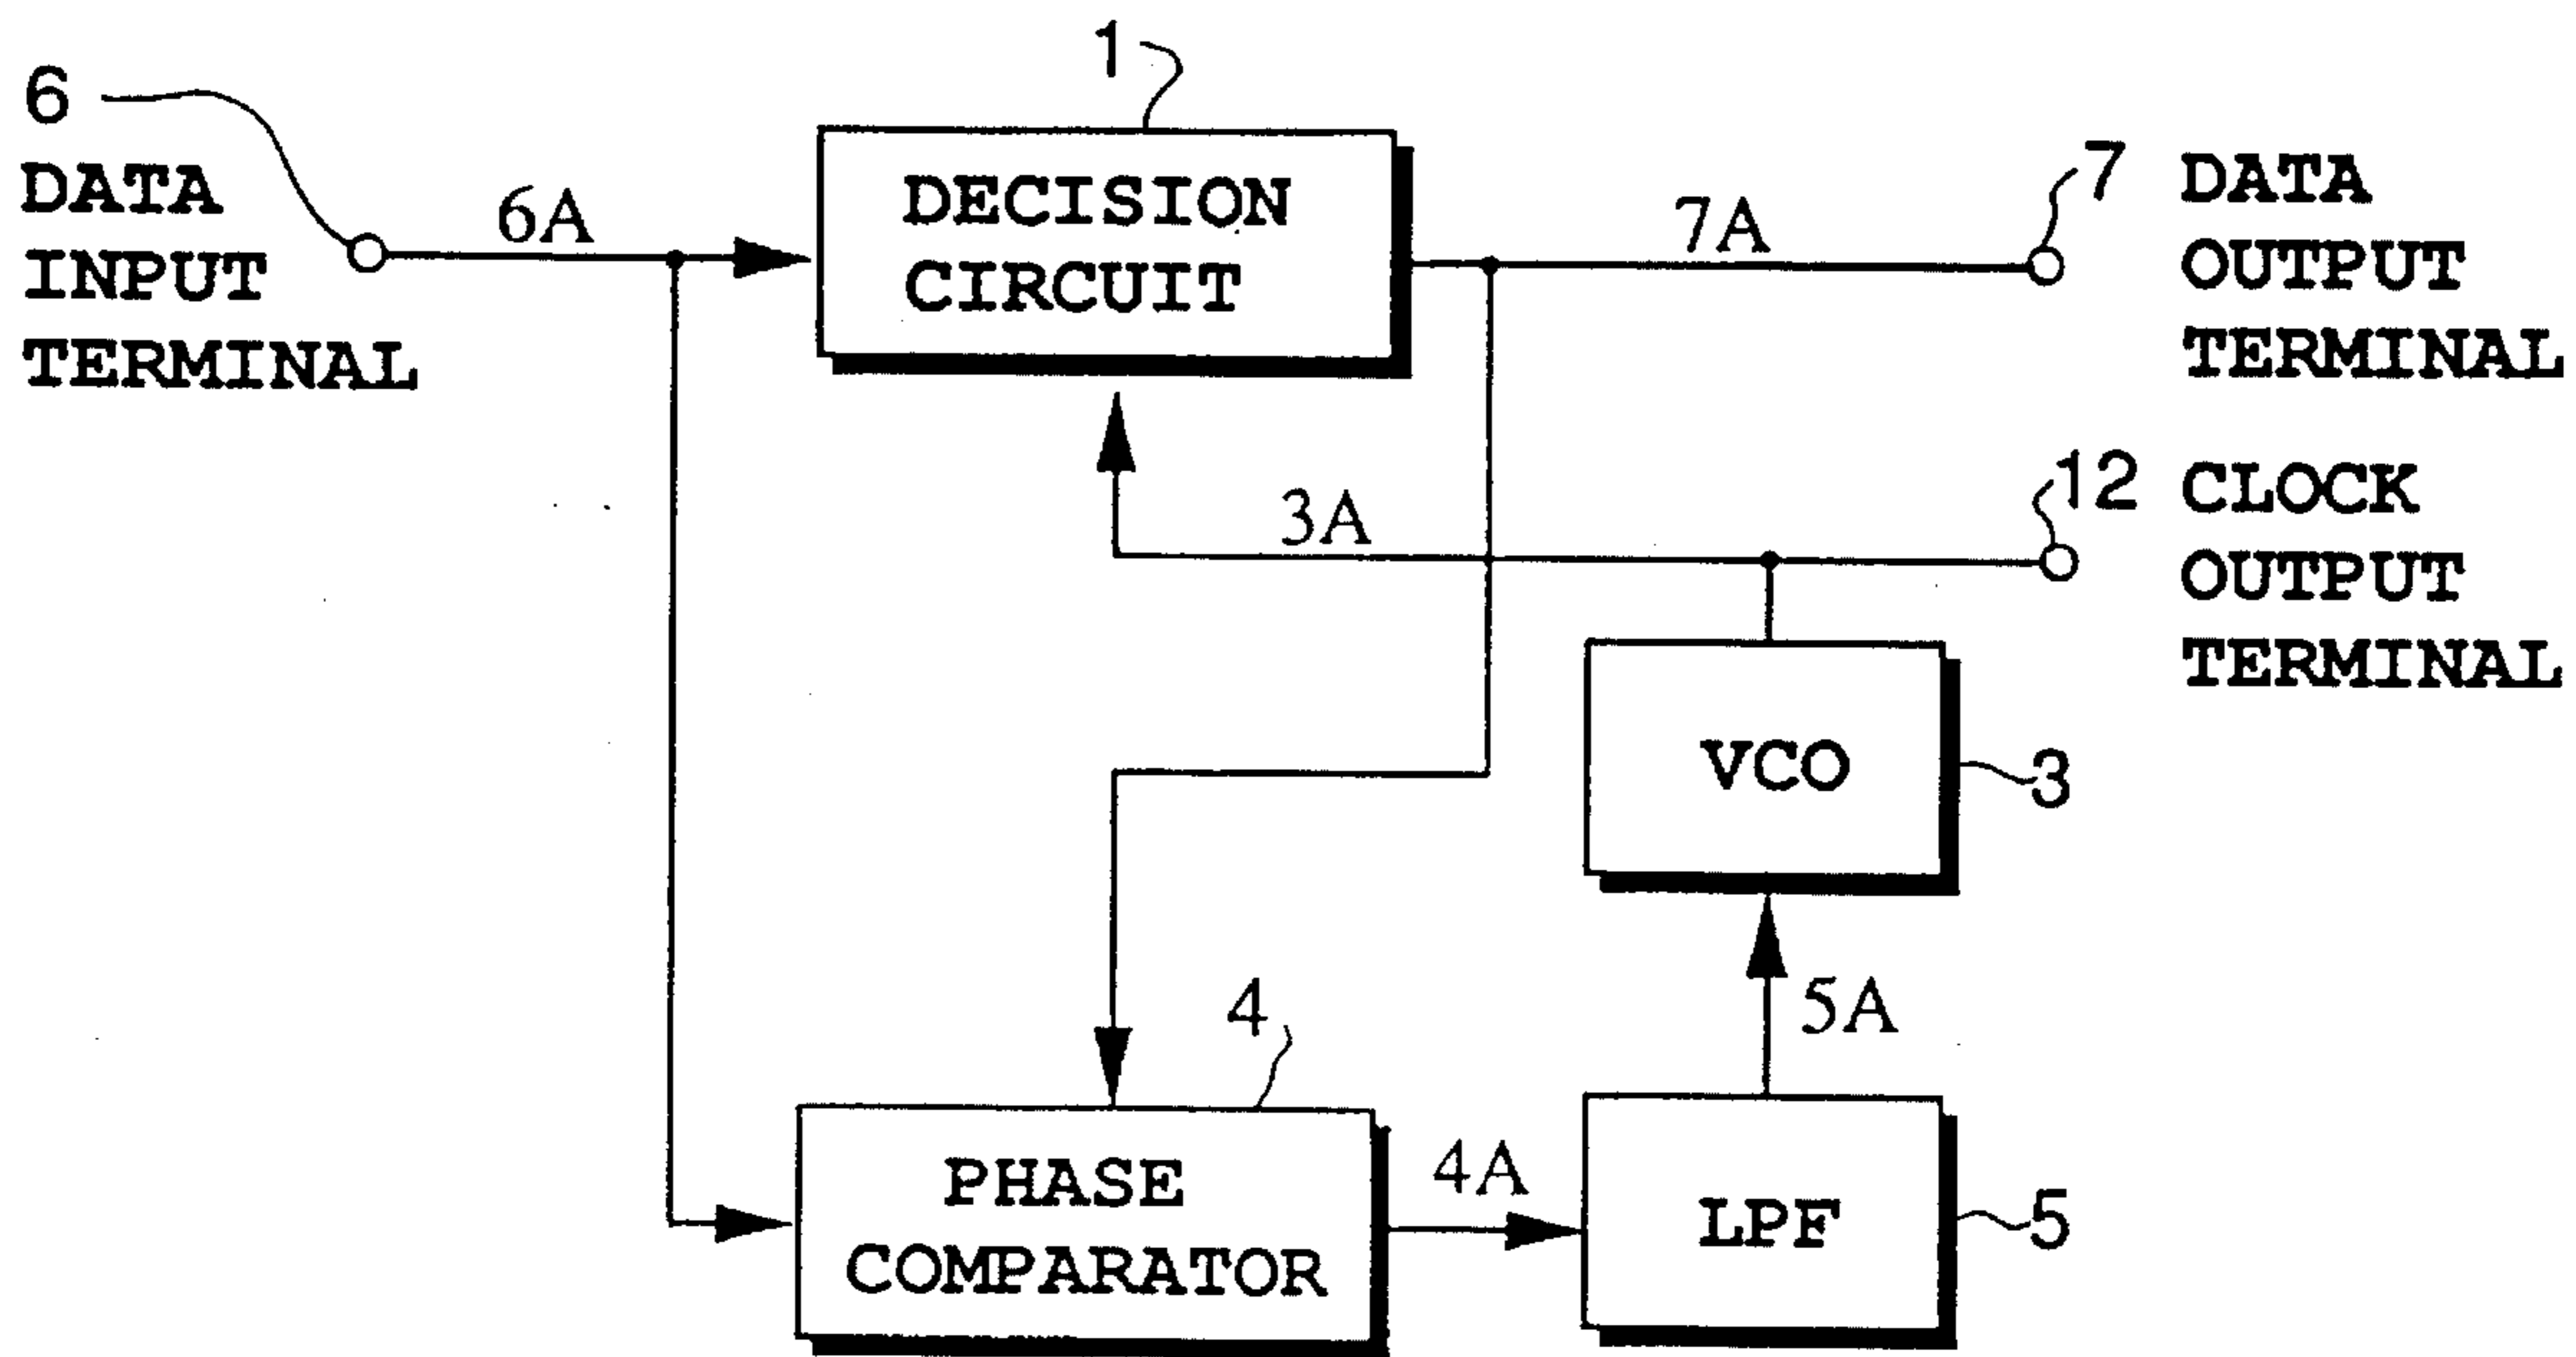 1
6
DATA
INPUT
TERMINAL
6A
DECISION
CIRCUIT
7A
7
DATA
OUTPUT
TERMINAL
3A
12
CLOCK
OUTPUT
TERMINAL
VCO
3
5A
4
PHASE
COMPARATOR
4A
LPF
5